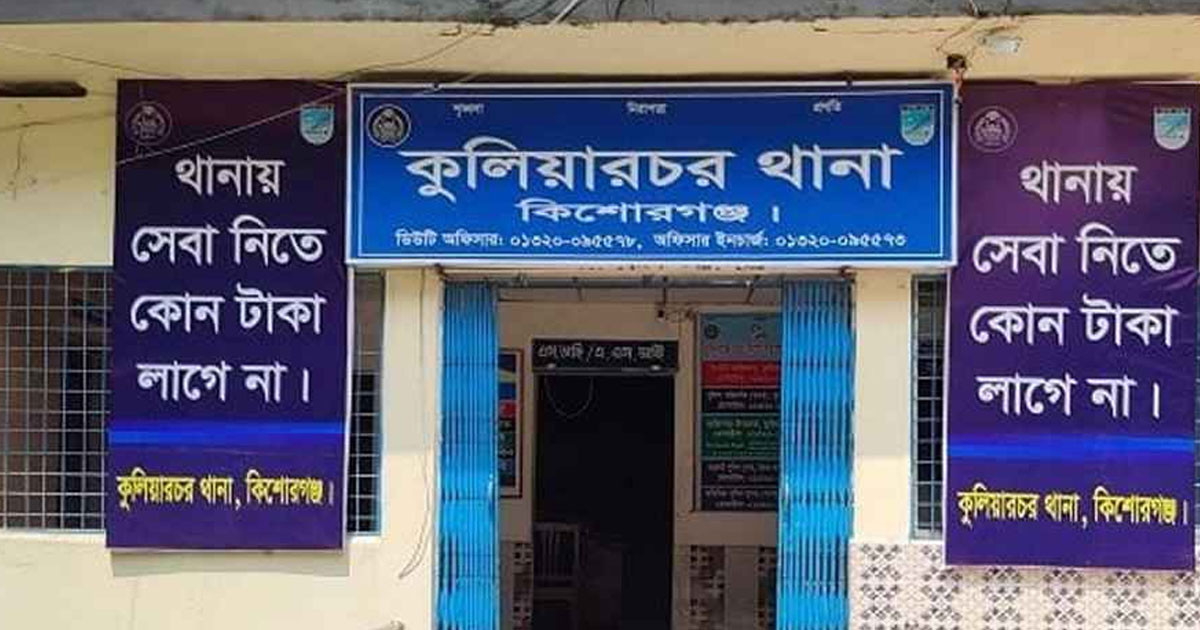 থানায়
সেবা নিতে
কোন টাকা
লাগে না।
কুলিয়ারচর থানা, কিশোরগঞ্জ।
শৃঙ্খলা নিরাপত্তা প্রগতি
কুলিয়ারচর থানা
কিশোরগঞ্জ।
ডিউটি অফিসার: ০১৩২০-০৯৫৫৭৮, অফিসার ইনচার্জ: ০১৩২০-০৯৫৫৭৩
এস,আই/এ, এস, আই
থানায়
সেবা নিতে
কোন টাকা
লাগে না।
কুলিয়ারচর থানা, কিশোরগঞ্জ।